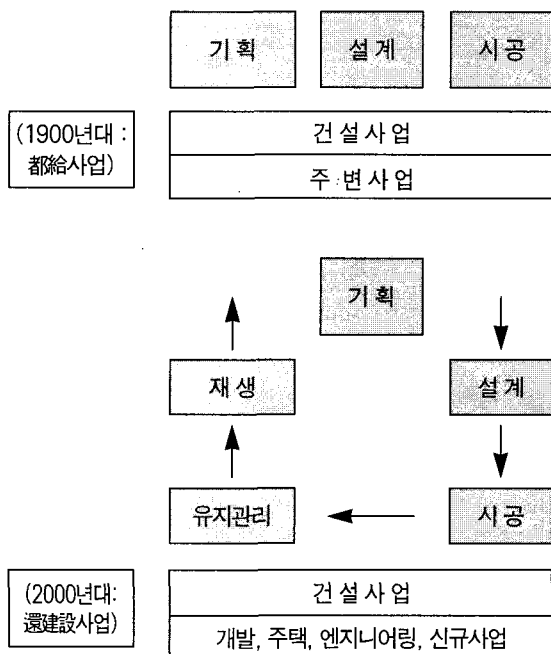 기획
설계
시공
(1900년대 :
都給사업)
건설사업
주변사업
기획
재생
설계
유지관리
시공
(2000년대:
還建設사업)
건설사업
개발, 주택, 엔지니어링, 신규사업